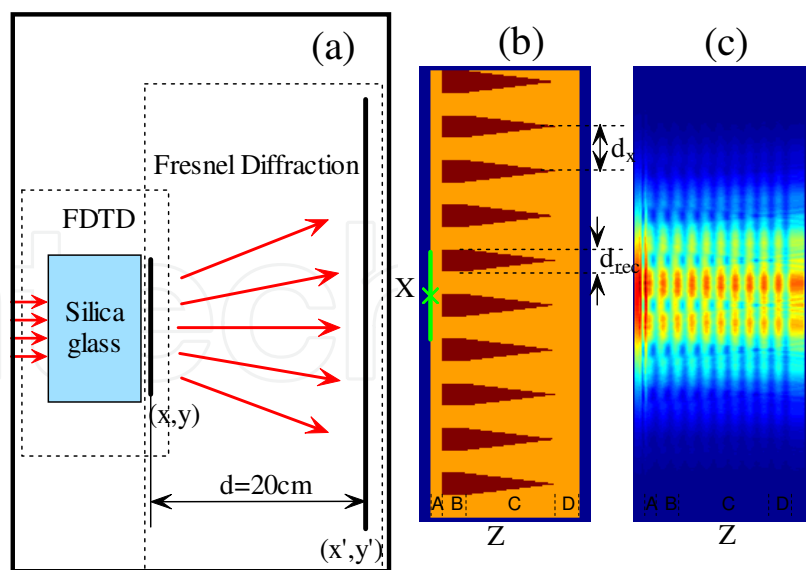 (a)
Fresnel Diffraction
FDTD
Silica
glass
(x,y)
d=20cm
(x',y')
(b)
d_x
d_rec
X
A B C D
Z
(c)
A B C D
Z